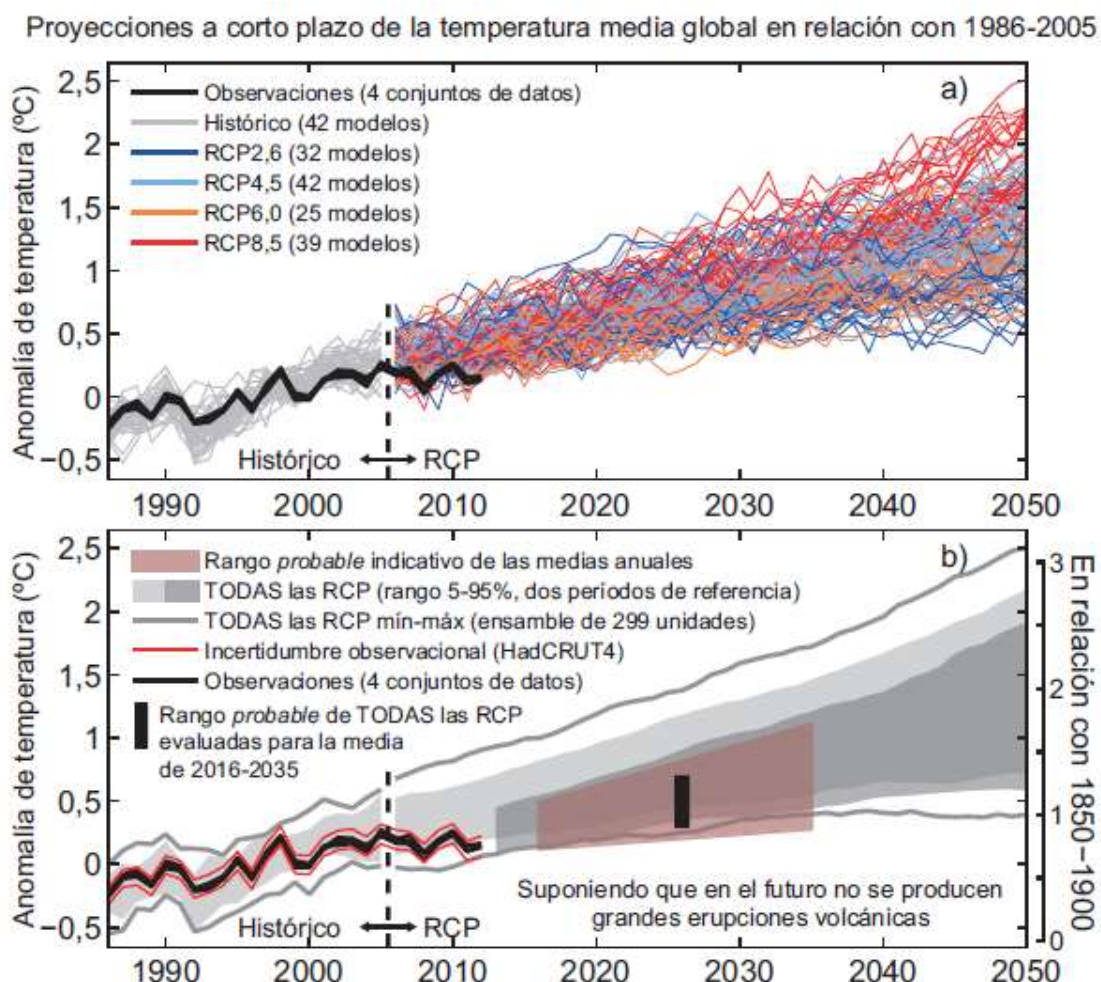 Proyecciones a corto plazo de la temperatura media global en relación con 1986-2005
Anomalía de temperatura (ºC)
2,5
2
1,5
1
0,5
0
−0,5
a)
Observaciones (4 conjuntos de datos)
Histórico (42 modelos)
RCP2,6 (32 modelos)
RCP4,5 (42 modelos)
RCP6,0 (25 modelos)
RCP8,5 (39 modelos)
Histórico
RCP
1990 2000 2010 2020 2030 2040 2050
Anomalía de temperatura (ºC)
2,5
2
1,5
1
0,5
0
−0,5
b)
Rango probable indicativo de las medias anuales
TODAS las RCP (rango 5-95%, dos períodos de referencia)
TODAS las RCP mín-máx (ensamble de 299 unidades)
Incertidumbre observacional (HadCRUT4)
Observaciones (4 conjuntos de datos)
Rango probable de TODAS las RCP
evaluadas para la media
de 2016-2035
Suponiendo que en el futuro no se producen
grandes erupciones volcánicas
Histórico
RCP
3
2
1
0
En relación con 1850−1900
1990 2000 2010 2020 2030 2040 2050